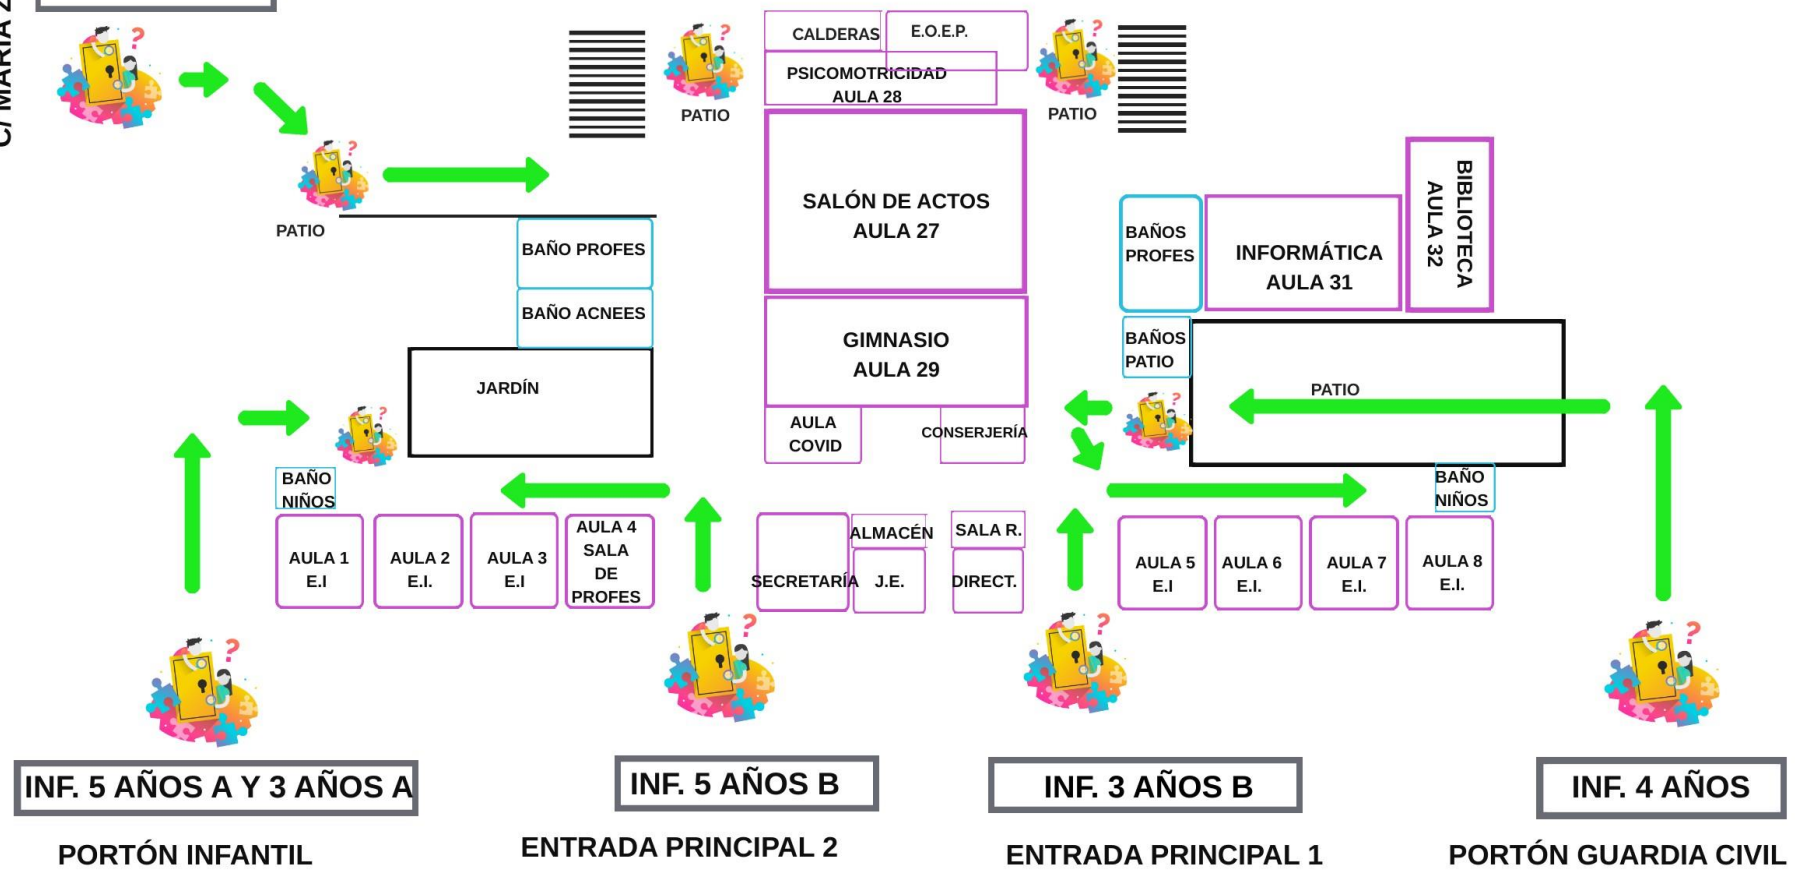 C/ MARIA
CALDERAS
E.O.E.P.
PSICOMOTRICIDAD
AULA 28
PATIO
PATIO
SALÓN DE ACTOS
AULA 27
BIBLIOTECA
AULA 32
PATIO
BAÑO PROFES
BAÑOS
PROFES
INFORMÁTICA
AULA 31
BAÑO ACNEES
GIMNASIO
AULA 29
BAÑOS
PATIO
JARDÍN
PATIO
AULA
COVID
CONSERJERÍA
BAÑO
NIÑOS
BAÑO
NIÑOS
AULA 1
E.I
AULA 2
E.I.
AULA 3
E.I
AULA 4
SALA
DE
PROFES
SECRETARÍA
ALMACÉN
J.E.
SALA R.
DIRECT.
AULA 5
E.I
AULA 6
E.I.
AULA 7
E.I.
AULA 8
E.I.
? 
INF. 5 AÑOS A Y 3 AÑOS A
INF. 5 AÑOS B
INF. 3 AÑOS B
INF. 4 AÑOS
PORTÓN INFANTIL
ENTRADA PRINCIPAL 2
ENTRADA PRINCIPAL 1
PORTÓN GUARDIA CIVIL